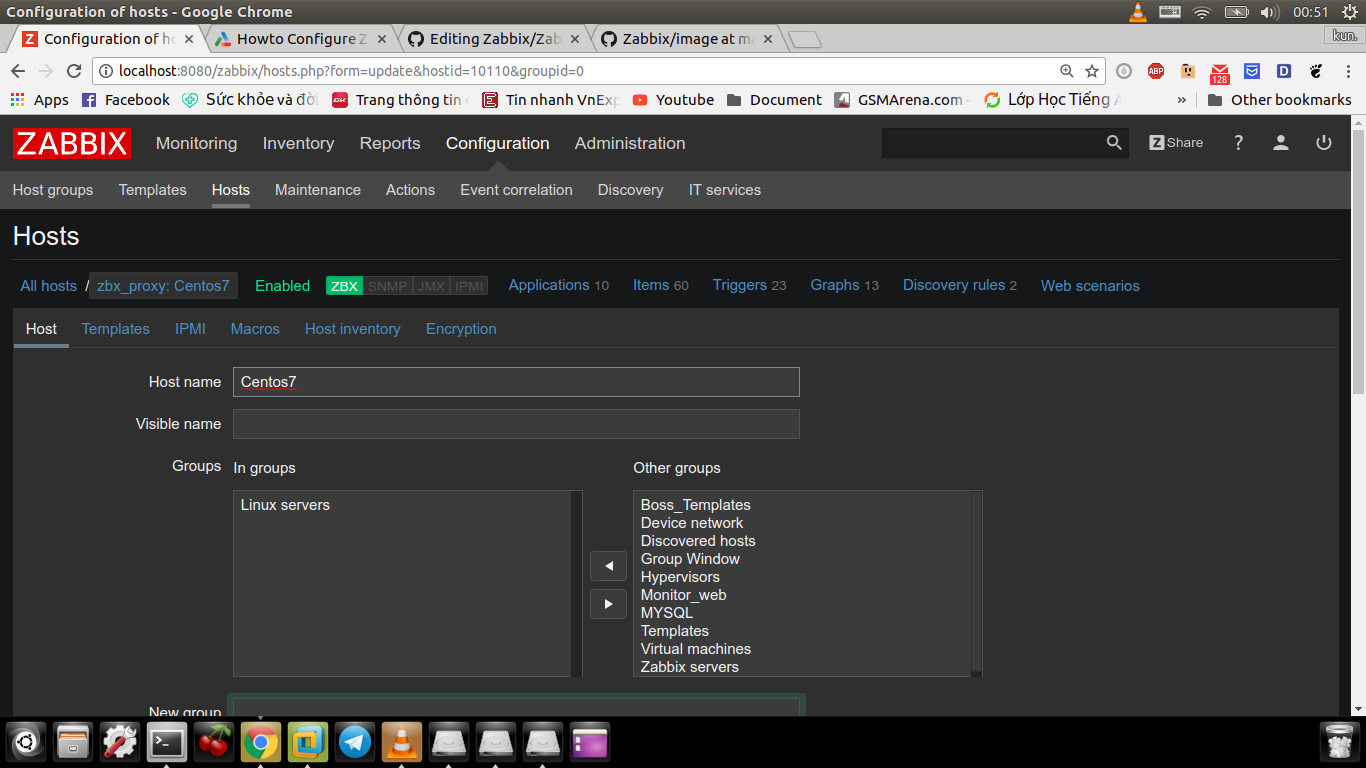 Configuration of hosts - Google Chrome 00:51
Configuration of ho Howto Configure Z Editing Zabbix/Zab Zabbix/image at ma kun.
localhost:8080/zabbix/hosts.php?form=update&hostid=10110&groupid=0 ABP 128 D
Apps Facebook Sức khỏe và đời Trang thông tin Tin nhanh VnExp Youtube Document GSMArena.com - Lớp Học Tiếng » Other bookmarks
ZABBIX Monitoring Inventory Reports Configuration Administration Z Share ?
Host groups Templates Hosts Maintenance Actions Event correlation Discovery IT services
Hosts
All hosts / zbx_proxy: Centos7 Enabled ZBX SNMP JMX IPMI Applications 10 Items 60 Triggers 23 Graphs 13 Discovery rules 2 Web scenarios
Host Templates IPMI Macros Host inventory Encryption
Host name Centos7
Visible name
Groups In groups Other groups
Linux servers
Boss_Templates
Device network
Discovered hosts
Group Window
Hypervisors
Monitor_web
MYSQL
Templates
Virtual machines
Zabbix servers
New group